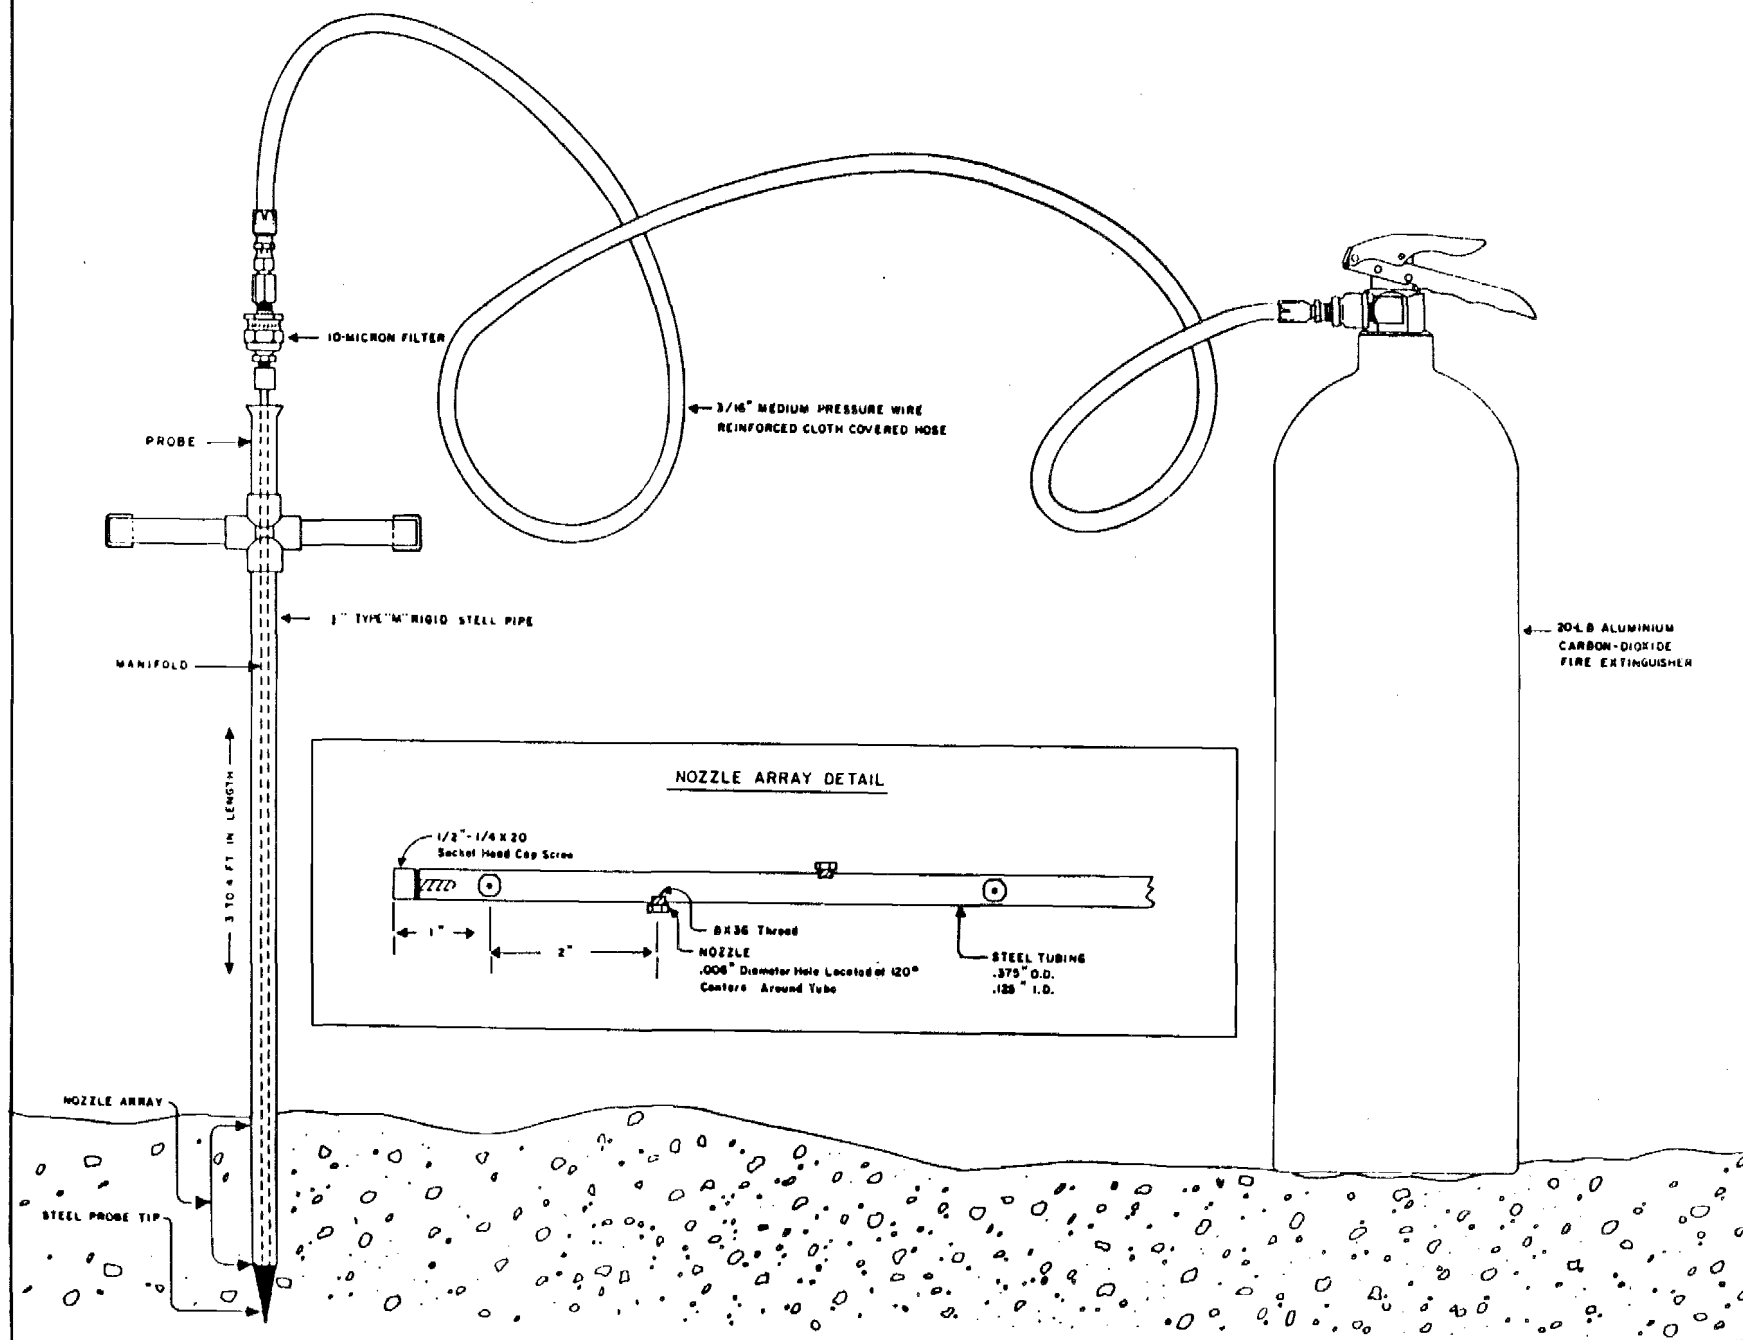 10-MICRON FILTER
3/16" MEDIUM PRESSURE WIRE
REINFORCED CLOTH COVERED HOSE
PROBE
1" TYPE "M" RIGID STELL PIPE
20-LB ALUMINIUM
CARBON-DIOXIDE
FIRE EXTINGUISHER
MANIFOLD
3 TO 4 FT IN LENGTH
NOZZLE ARRAY DETAIL
1/2"-1/4X20
Socket Head Cap Screw
1"
2"
8X36 Thread
NOZZLE
.006" Diameter Hole Located at 120°
Centers Around Tube
STEEL TUBING
.375" O.D.
.125" I.D.
NOZZLE ARRAY
STEEL PROBE TIP